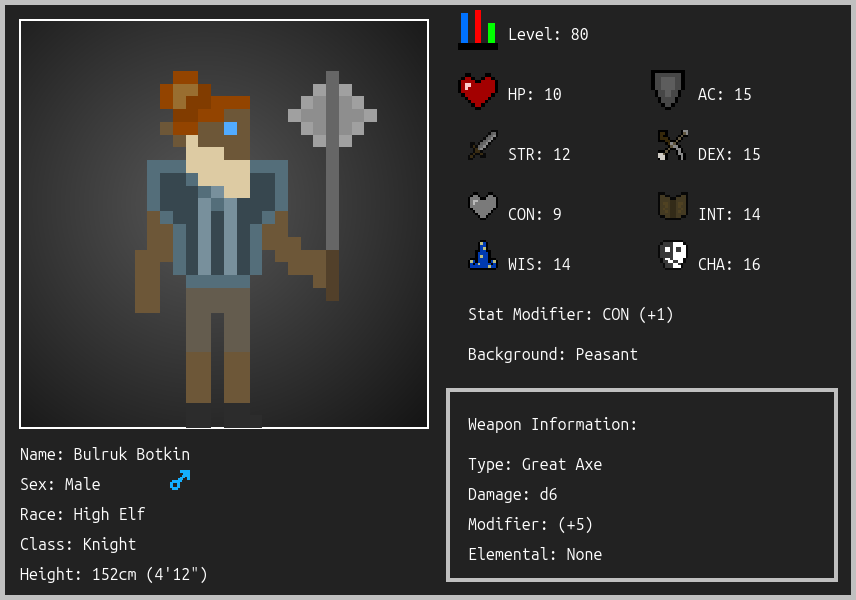 Level: 80
HP: 10
AC: 15
STR: 12
DEX: 15
CON: 9
INT: 14
WIS: 14
CHA: 16
Stat Modifier: CON (+1)
Background: Peasant
Weapon Information:
Type: Great Axe
Damage: d6
Modifier: (+5)
Elemental: None
Name: Bulruk Botkin
Sex: Male
Race: High Elf
Class: Knight
Height: 152cm (4'12")